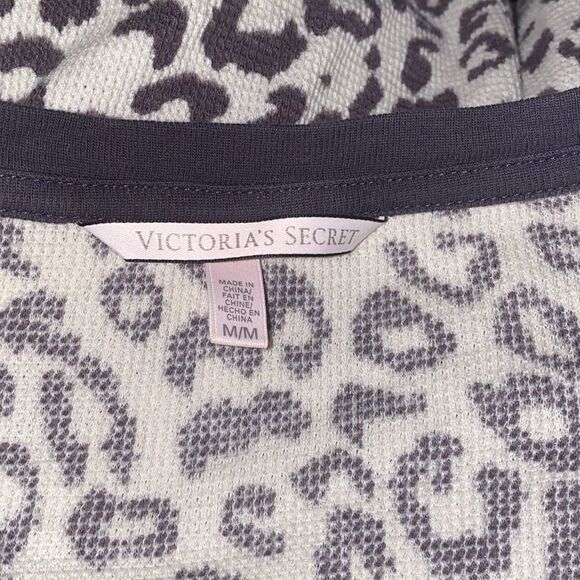 VICTORIA'S SECRET
MADE IN
CHINA/
FAIT EN
CHINE/
HECHO EN
CHINA
M/M